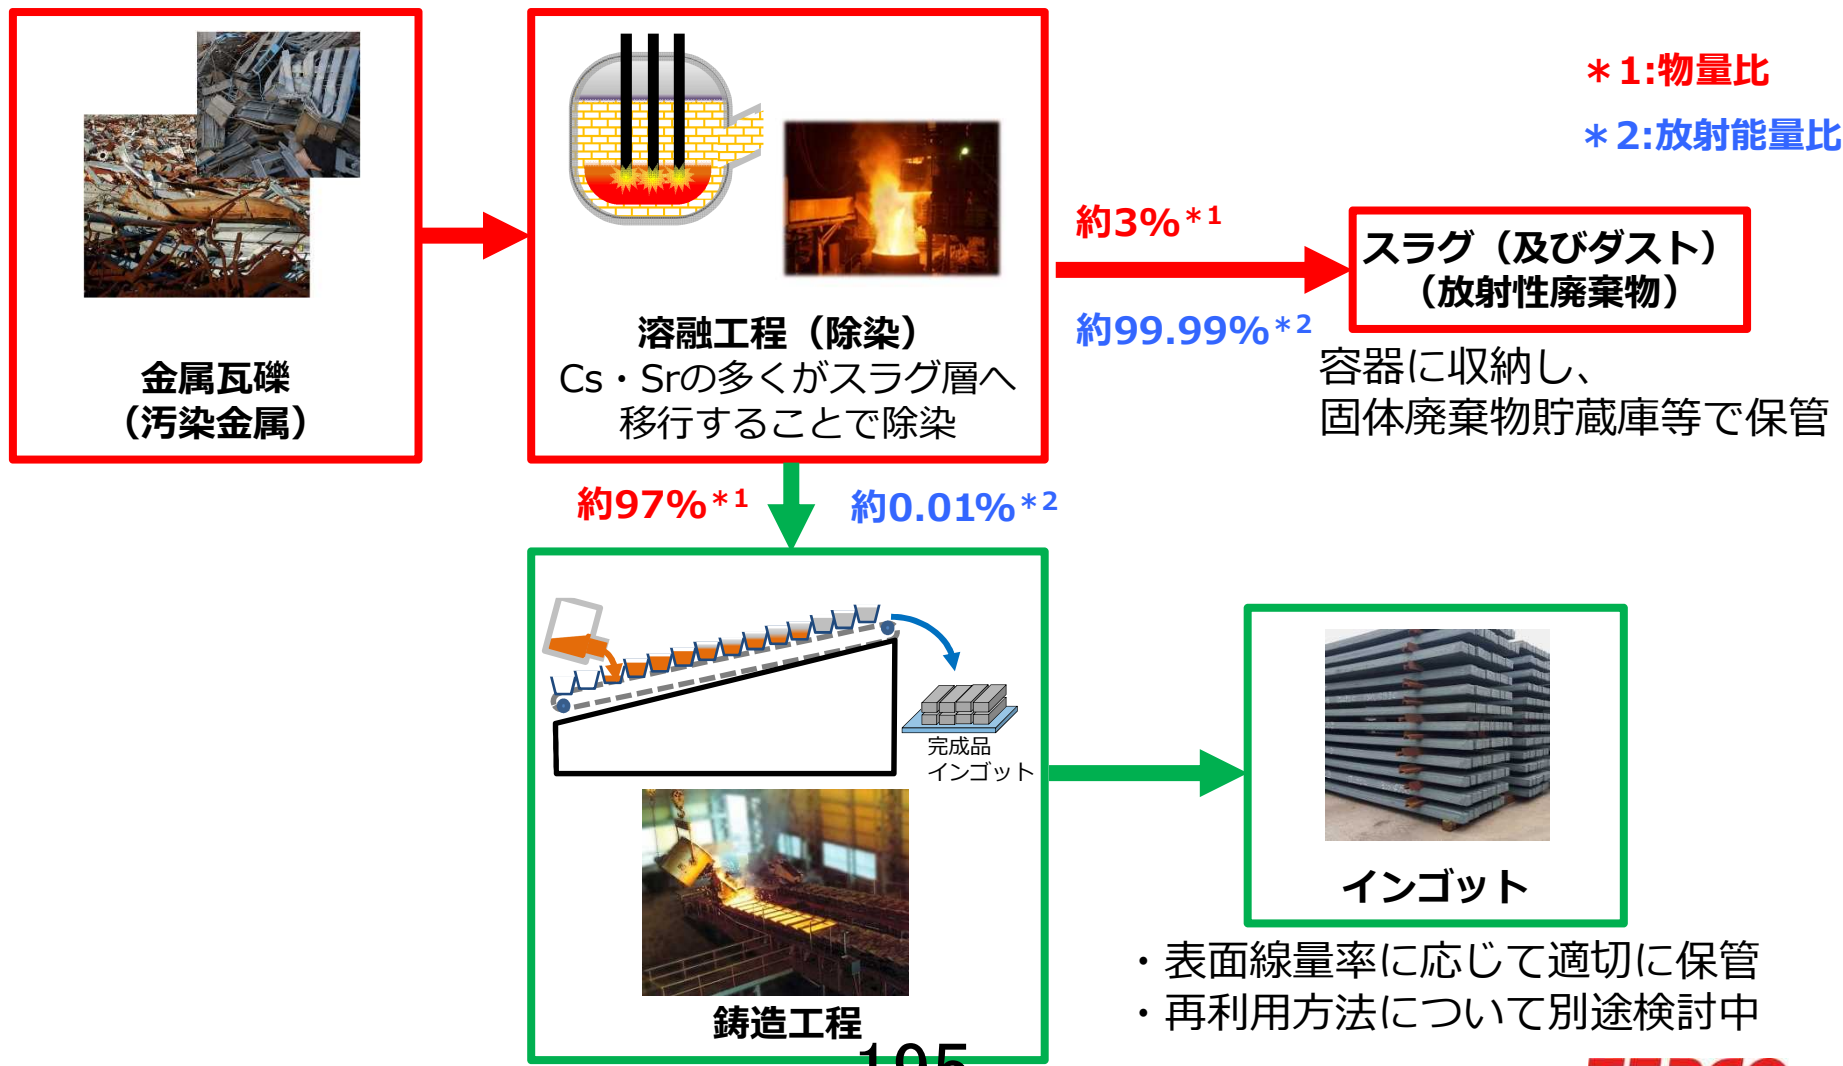 ＊1:物量比
＊2:放射能量比
金属瓦礫
（汚染金属）
溶融工程（除染）
Cs・Srの多くがスラグ層へ
移行することで除染
約3%＊1
約99.99%＊2
スラグ（及びダスト）
（放射性廃棄物）
容器に収納し、
固体廃棄物貯蔵庫等で保管
約97%＊1
約0.01%＊2
完成品
インゴット
鋳造工程
インゴット
・表面線量率に応じて適切に保管
・再利用方法について別途検討中